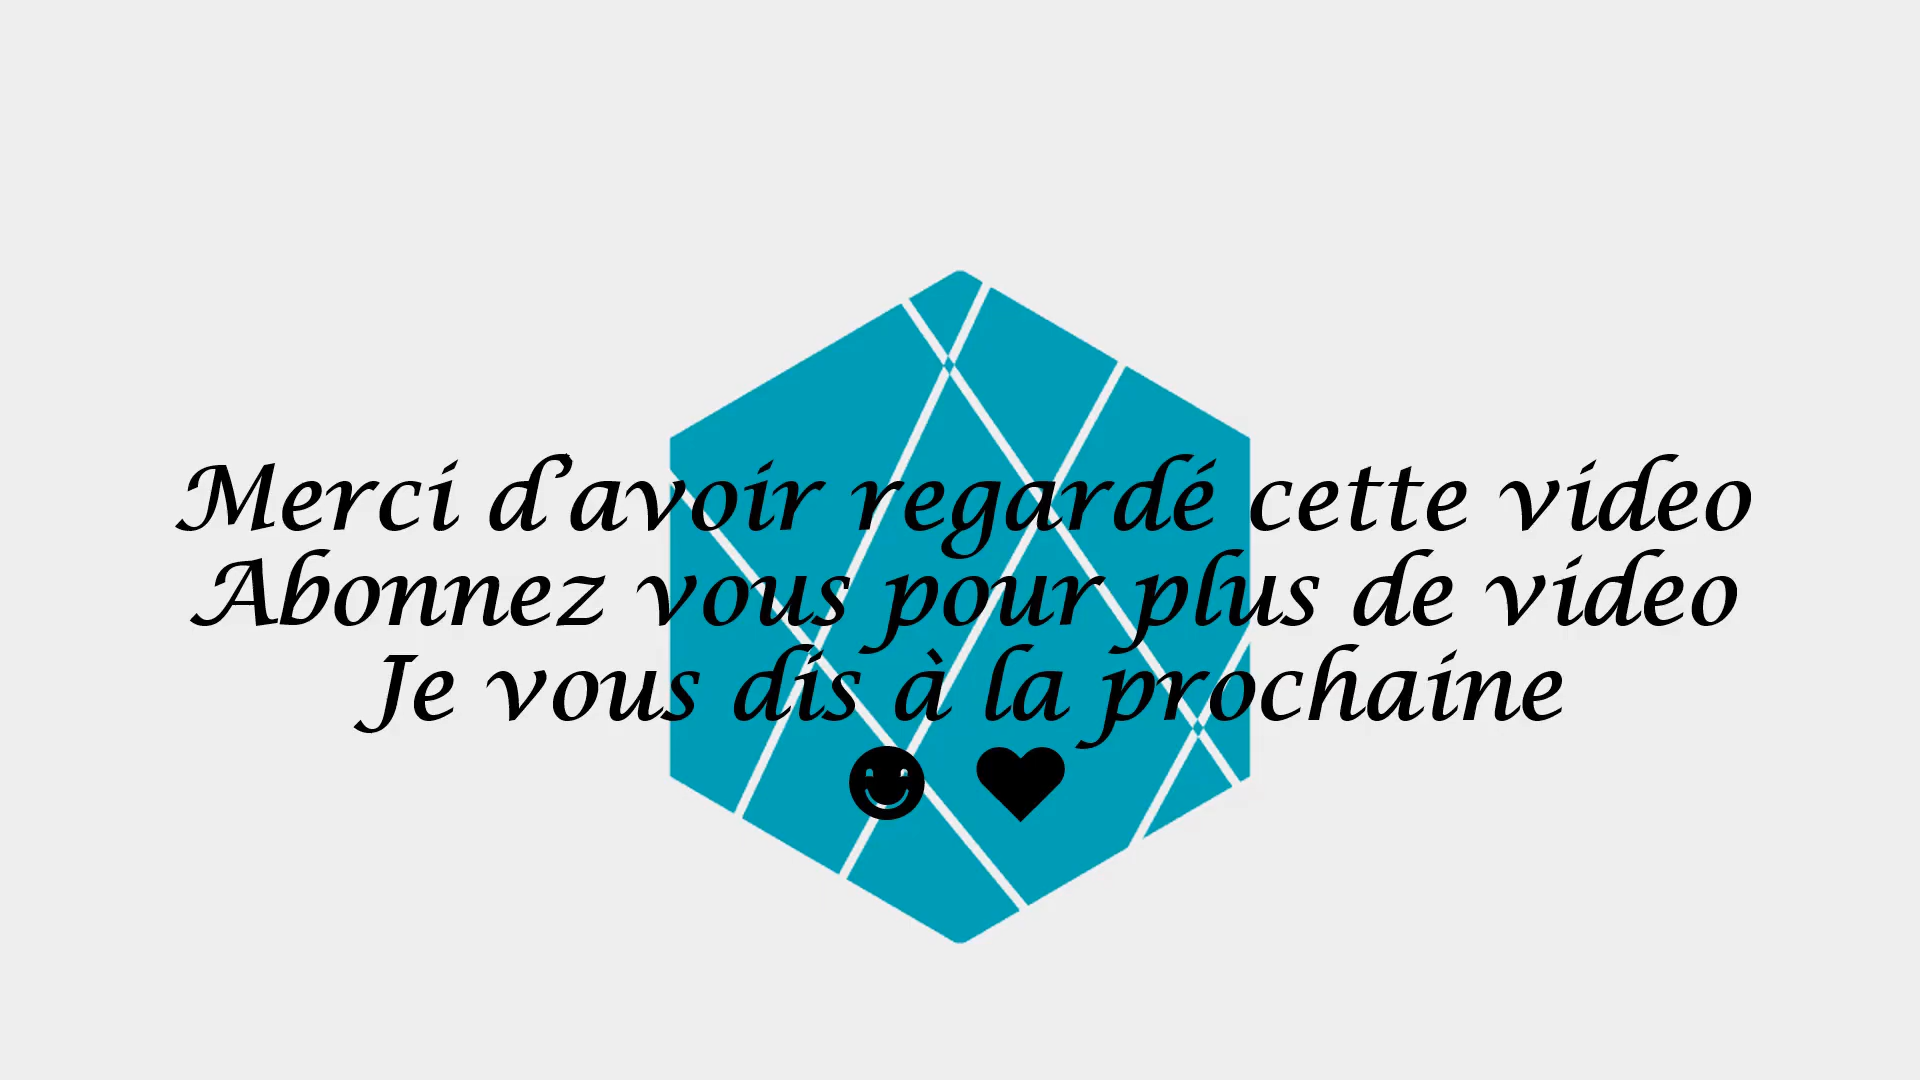 Merci d'avoir regardé cette video
Abonnez vous pour plus de video
Je vous dis à la prochaine
☻ ♥